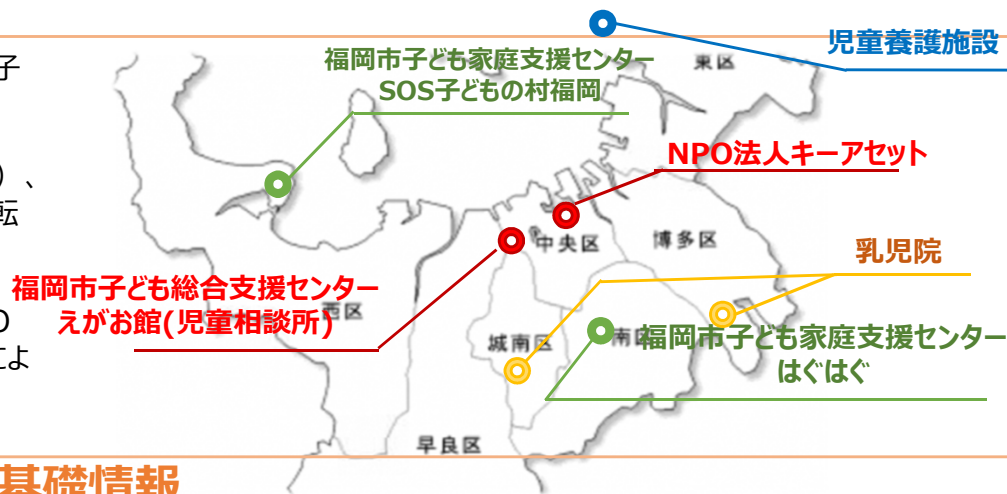 児童養護施設
子
福岡市子ども家庭支援センター
SOS子どもの村福岡
東区
NPO法人キーアセット
）、
転
中央区
博多区
乳児院
福岡市子ども総合支援センター
えがお館(児童相談所)
西区
城南区
南区
福岡市子ども家庭支援センター
はぐはぐ
によ
早良区
基礎情報